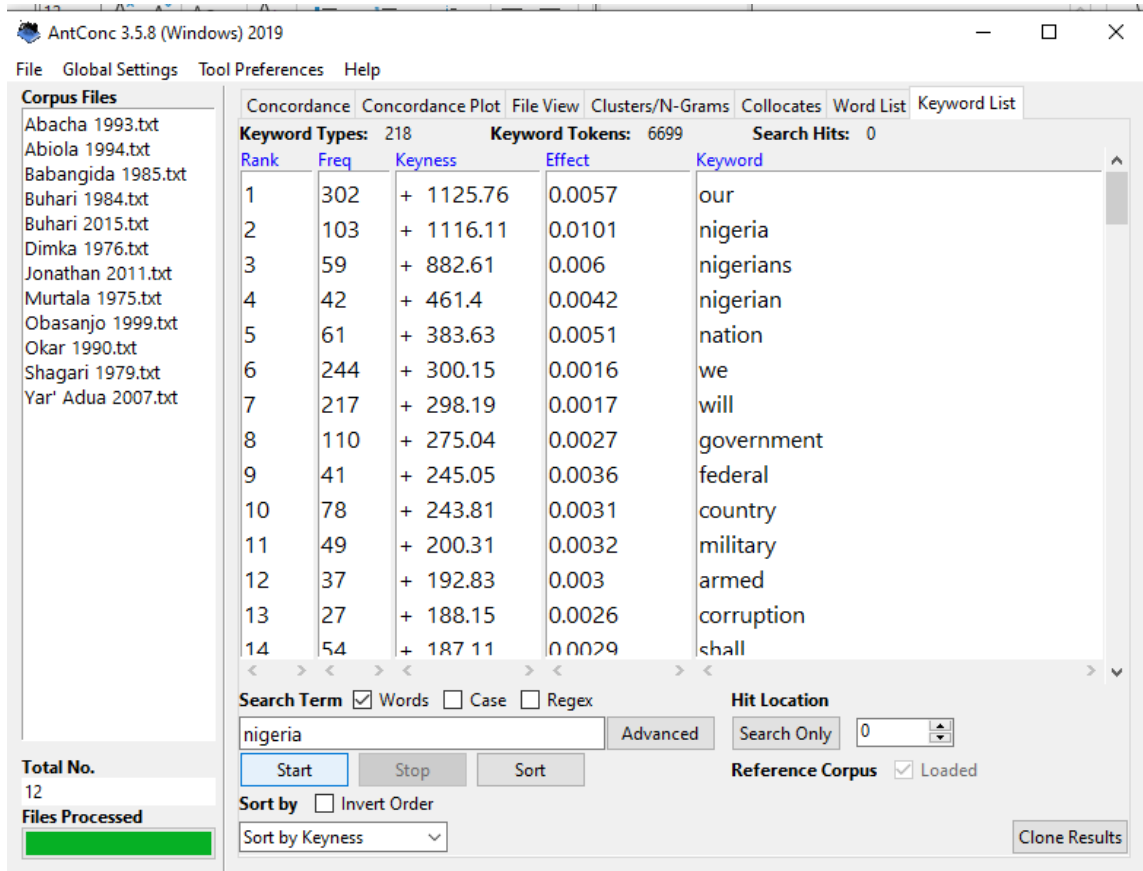 AntConc 3.5.8 (Windows) 2019
File Global Settings Tool Preferences Help
Corpus Files
Abacha 1993.txt
Abiola 1994.txt
Babangida 1985.txt
Buhari 1984.txt
Buhari 2015.txt
Dimka 1976.txt
Jonathan 2011.txt
Murtala 1975.txt
Obasanjo 1999.txt
Okar 1990.txt
Shagari 1979.txt
Yar' Adua 2007.txt
Total No.
12
Files Processed
Concordance Concordance Plot File View Clusters/N-Grams Collocates Word List Keyword List
Keyword Types: 218 Keyword Tokens: 6699 Search Hits: 0
Rank Freq Keyness Effect Keyword
1 302 + 1125.76 0.0057 our
2 103 + 1116.11 0.0101 nigeria
3 59 + 882.61 0.006 nigerians
4 42 + 461.4 0.0042 nigerian
5 61 + 383.63 0.0051 nation
6 244 + 300.15 0.0016 we
7 217 + 298.19 0.0017 will
8 110 + 275.04 0.0027 government
9 41 + 245.05 0.0036 federal
10 78 + 243.81 0.0031 country
11 49 + 200.31 0.0032 military
12 37 + 192.83 0.003 armed
13 27 + 188.15 0.0026 corruption
14 54 + 187.11 0.0029 shall
Search Term Words Case Regex Hit Location
nigeria Advanced Search Only 0
Start Stop Sort Reference Corpus Loaded
Sort by Invert Order
Sort by Keyness Clone Results